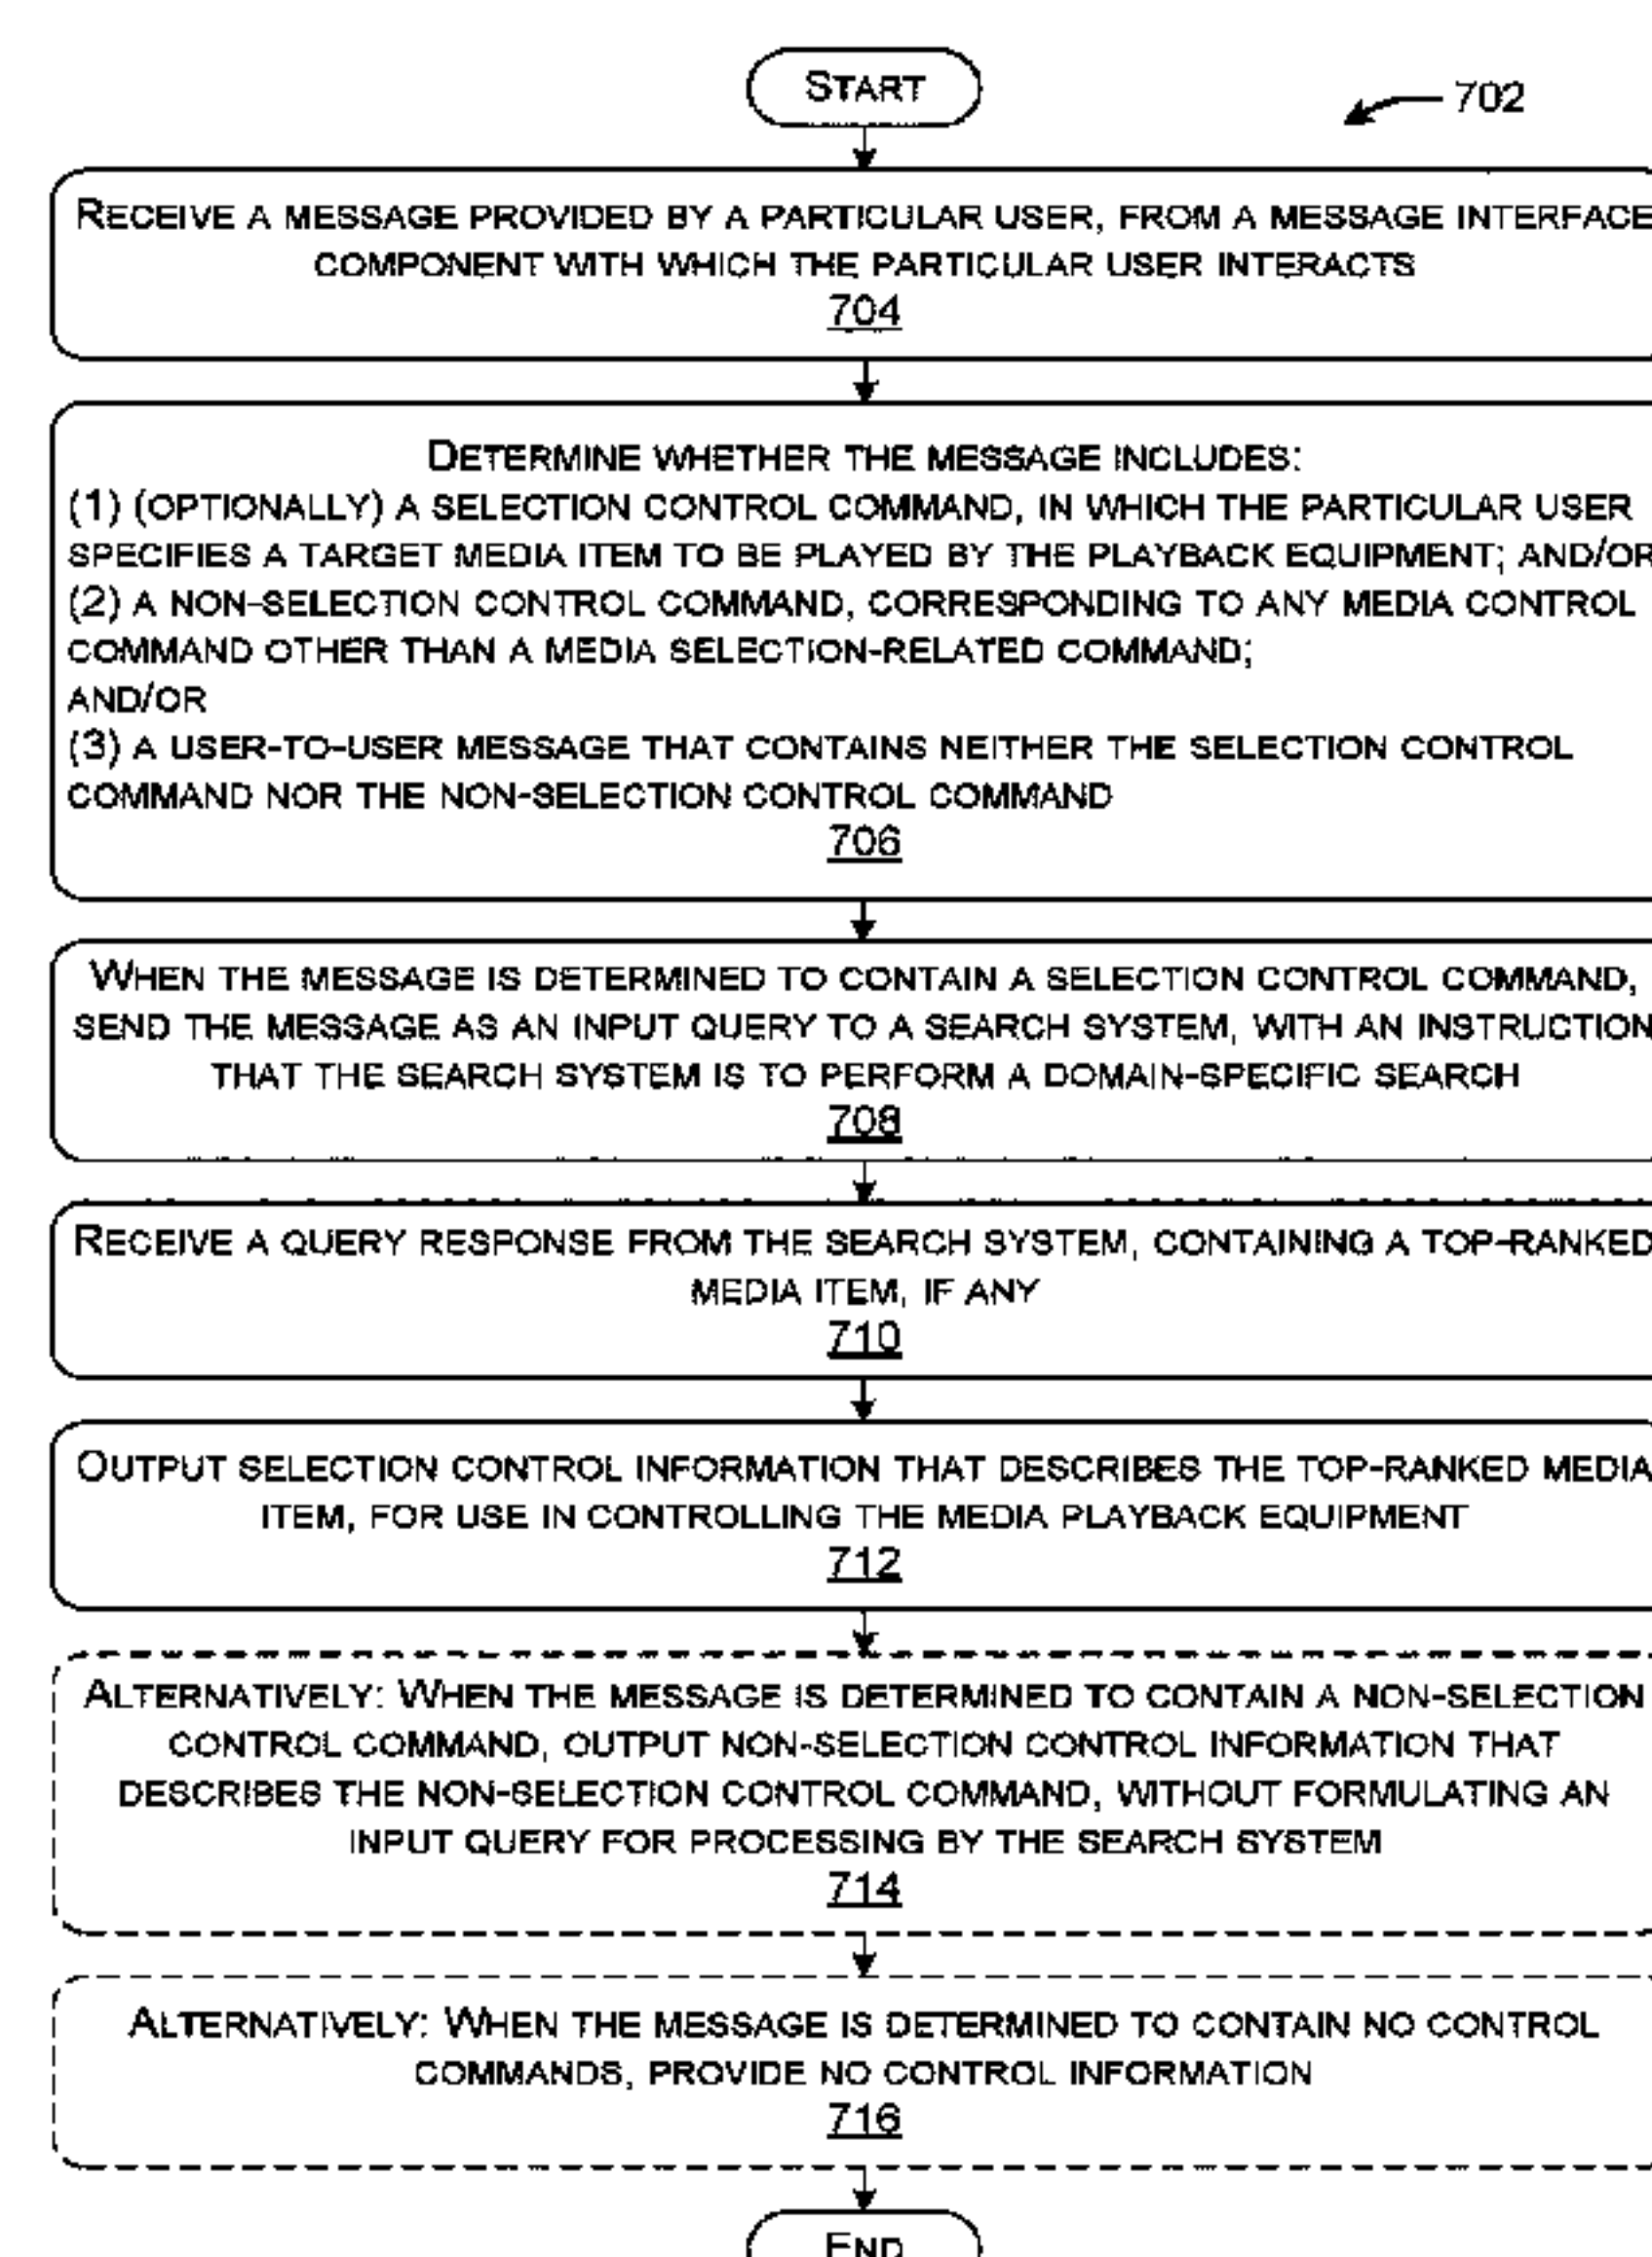 START
702
RECEIVE A MESSAGE PROVIDED BY A PARTICULAR USER, FROM A MESSAGE INTERFACE
COMPONENT WITH WHICH THE PARTICULAR USER INTERACTS
704
DETERMINE WHETHER THE MESSAGE INCLUDES:
(1) (OPTIONALLY) A SELECTION CONTROL COMMAND, IN WHICH THE PARTICULAR USER
SPECIFIES A TARGET MEDIA ITEM TO BE PLAYED BY THE PLAYBACK EQUIPMENT; AND/OR
(2) A NON-SELECTION CONTROL COMMAND, CORRESPONDING TO ANY MEDIA CONTROL
COMMAND OTHER THAN A MEDIA SELECTION-RELATED COMMAND;
AND/OR
(3) A USER-TO-USER MESSAGE THAT CONTAINS NEITHER THE SELECTION CONTROL
COMMAND NOR THE NON-SELECTION CONTROL COMMAND
706
WHEN THE MESSAGE IS DETERMINED TO CONTAIN A SELECTION CONTROL COMMAND,
SEND THE MESSAGE AS AN INPUT QUERY TO A SEARCH SYSTEM, WITH AN INSTRUCTION
THAT THE SEARCH SYSTEM IS TO PERFORM A DOMAIN-SPECIFIC SEARCH
708
RECEIVE A QUERY RESPONSE FROM THE SEARCH SYSTEM, CONTAINING A TOP-RANKED
MEDIA ITEM, IF ANY
710
OUTPUT SELECTION CONTROL INFORMATION THAT DESCRIBES THE TOP-RANKED MEDIA
ITEM, FOR USE IN CONTROLLING THE MEDIA PLAYBACK EQUIPMENT
712
ALTERNATIVELY: WHEN THE MESSAGE IS DETERMINED TO CONTAIN A NON-SELECTION
CONTROL COMMAND, OUTPUT NON-SELECTION CONTROL INFORMATION THAT
DESCRIBES THE NON-SELECTION CONTROL COMMAND, WITHOUT FORMULATING AN
INPUT QUERY FOR PROCESSING BY THE SEARCH SYSTEM
714
ALTERNATIVELY: WHEN THE MESSAGE IS DETERMINED TO CONTAIN NO CONTROL
COMMANDS, PROVIDE NO CONTROL INFORMATION
716
END